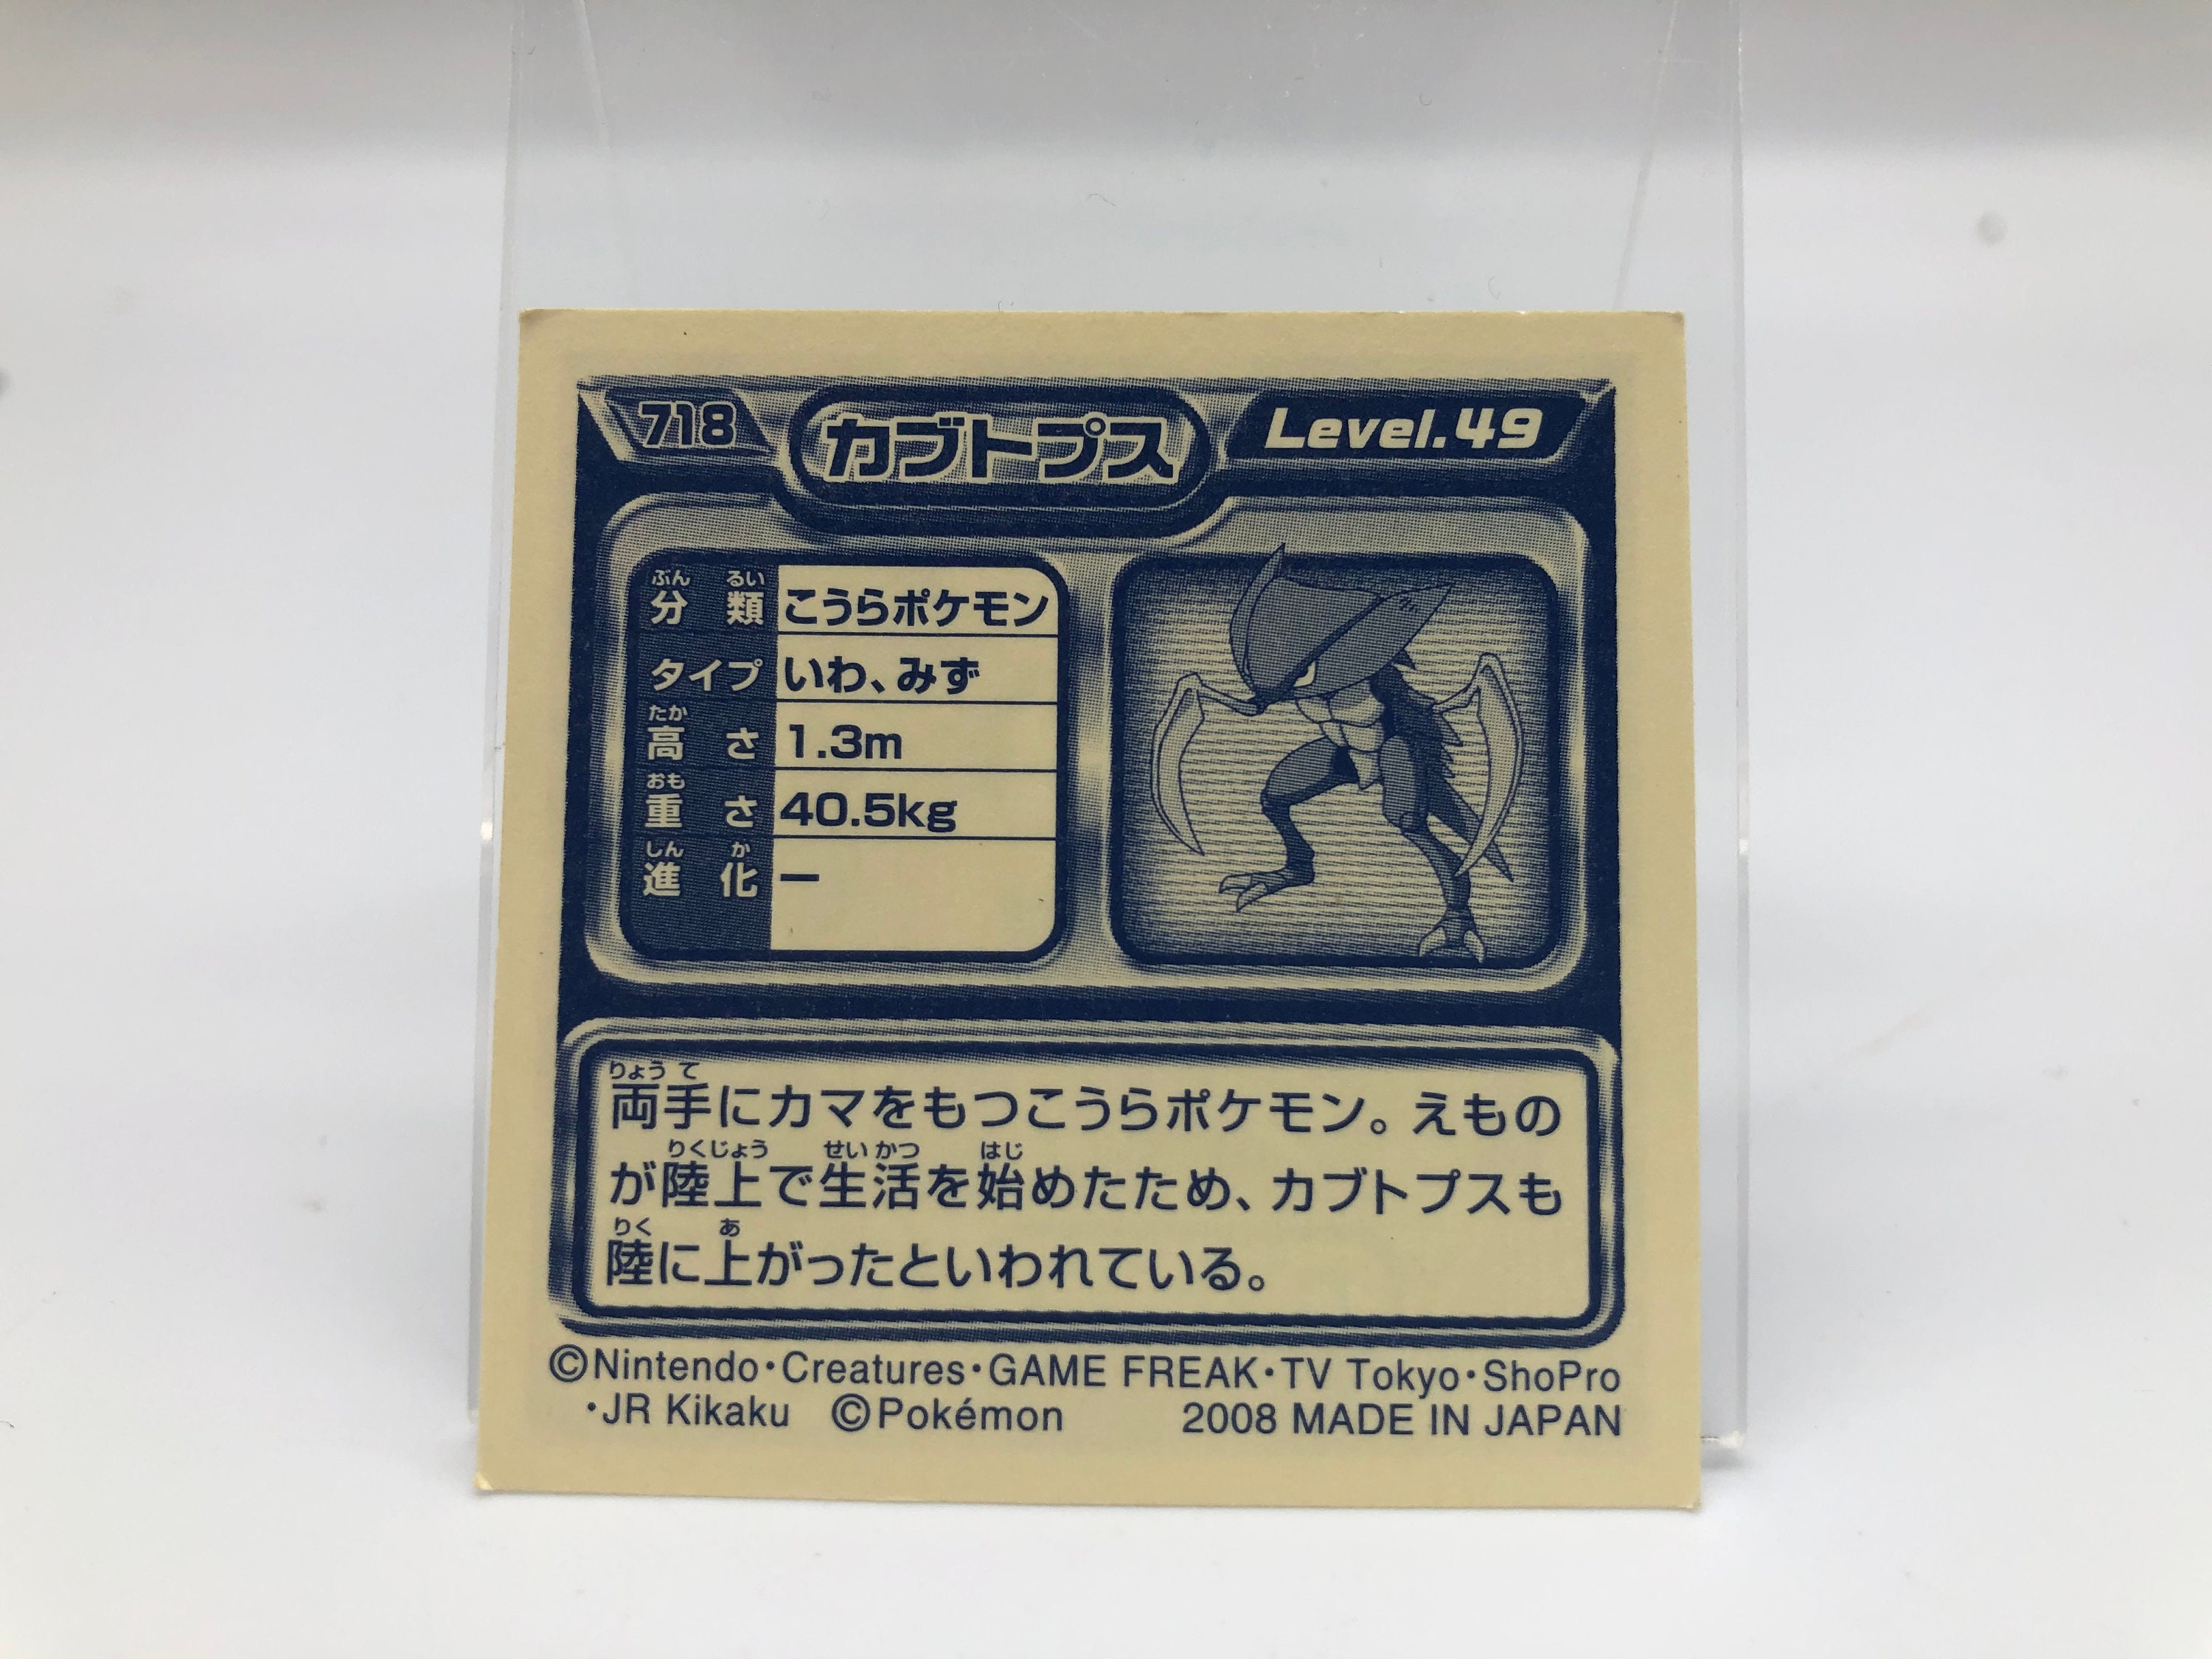 718 カブトプス Level.49
分類 こうらポケモン
タイプ いわ、みず
高さ 1.3m
重さ 40.5kg
進化 ー
両手にカマをもつこうらポケモン。えもの
が陸上で生活を始めたため、カブトプスも
陸に上がったといわれている。
©Nintendo・Creatures・GAME FREAK・TV Tokyo・ShoPro
・JR Kikaku ©Pokémon 2008 MADE IN JAPAN